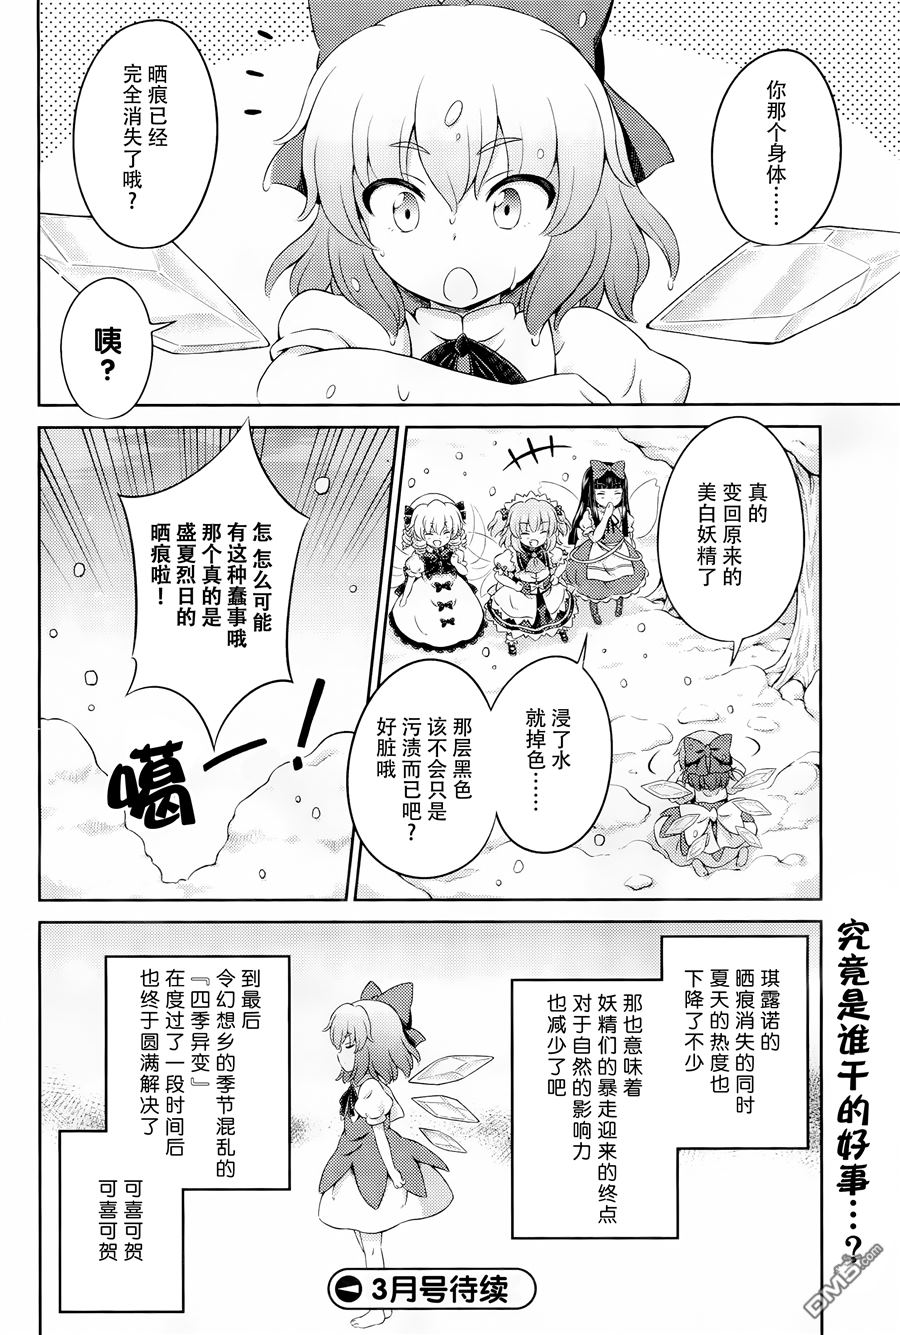 你那个身体……
晒痕已经
完全消失了哦?
咦?
真的
变回原来的
美白妖精了
浸了水
就掉色……
那层黑色
该不会只是
污渍而已吧?
好脏哦
怎 怎么可能
有这种蠢事哦
那个真的是
盛夏烈日的
晒痕啦!
噶一!
琪露诺的
晒痕消失的同时
夏天的热度也
下降了不少
那也意味着
妖精们的暴走迎来的终点
对于自然的影响力
也减少了吧
到最后
令幻想乡的季节混乱的
『四季异变』
在度过了一段时间后
也终于圆满解决了
可喜可贺
可喜可贺
究竟是谁干的好事……?
3月号待续
DM5.com